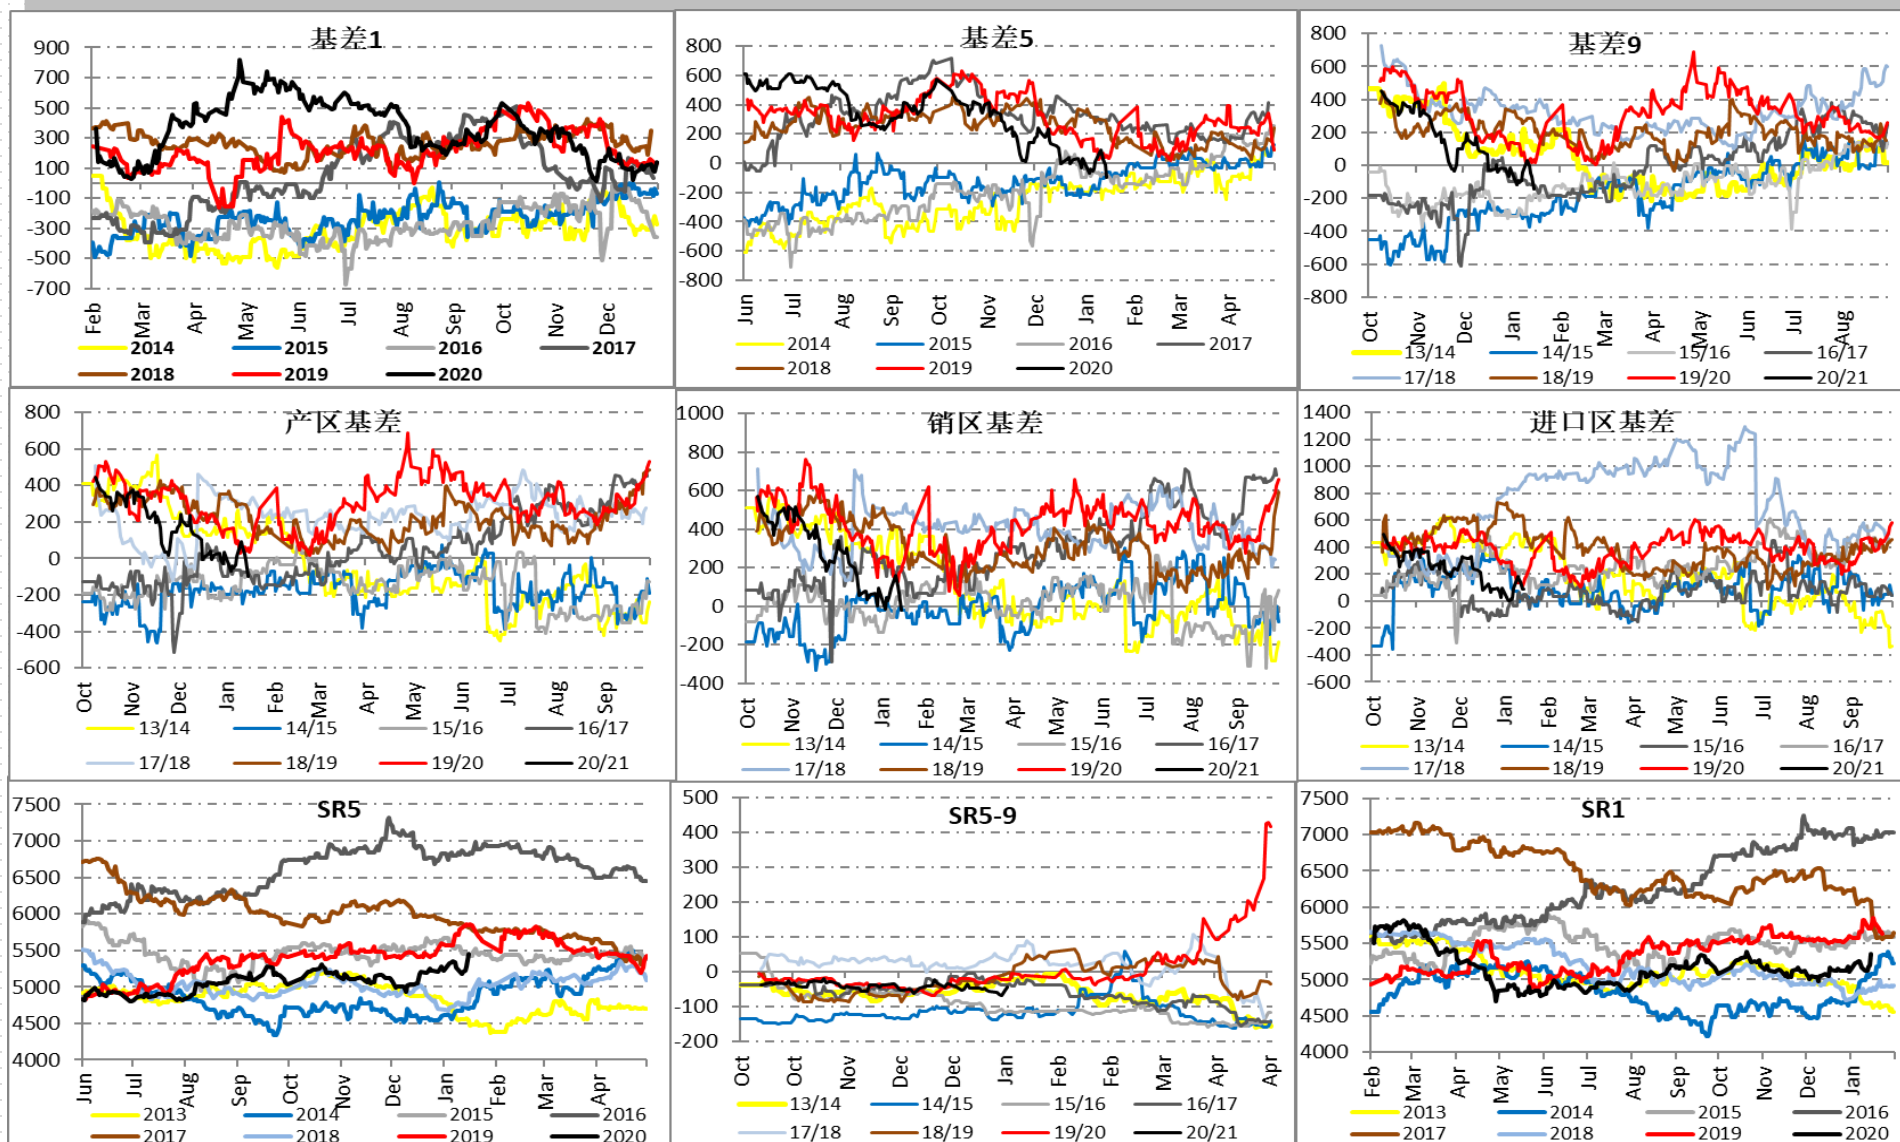 基差1
900
700
500
300
100
-100
-300
-500
-700
Feb Mar Apr May Jun Jul Aug Sep Oct Nov Dec
2014 2015 2016 2017
2018 2019 2020
基差5
800
600
400
200
0
-200
-400
-600
-800
Jun Jul Aug Sep Oct Nov Dec Jan Feb Mar Apr
2014 2015 2016 2017
2018 2019 2020
基差9
800
600
400
200
0
-200
-400
-600
-800
Oct Nov Dec Jan Feb Mar Apr May Jun Jul Aug
13/14 14/15 15/16 16/17
17/18 18/19 19/20 20/21
产区基差
800
600
400
200
0
-200
-400
-600
Oct Nov Dec Jan Feb Mar Apr May Jun Jul Aug Sep
13/14 14/15 15/16 16/17
17/18 18/19 19/20 20/21
销区基差
1000
800
600
400
200
0
-200
-400
Oct Nov Dec Jan Feb Mar Apr May Jun Jul Aug Sep
13/14 14/15 15/16 16/17
17/18 18/19 19/20 20/21
进口区基差
1400
1200
1000
800
600
400
200
0
-200
-400
-600
Oct Nov Dec Jan Feb Mar Apr May Jun Jul Aug Sep
13/14 14/15 15/16 16/17
17/18 18/19 19/20 20/21
SR5
7500
7000
6500
6000
5500
5000
4500
4000
Jun Jul Aug Sep Oct Nov Dec Jan Feb Mar Apr
2013 2014 2015 2016
2017 2018 2019 2020
SR5-9
500
400
300
200
100
0
-100
-200
Oct Oct Nov Dec Dec Jan Feb Feb Mar Apr Apr
13/14 14/15 15/16 16/17
17/18 18/19 19/20 20/21
SR1
7500
7000
6500
6000
5500
5000
4500
4000
Feb Mar Apr May Jun Jul Aug Sep Oct Nov Dec Jan
2013 2014 2015 2016
2017 2018 2019 2020